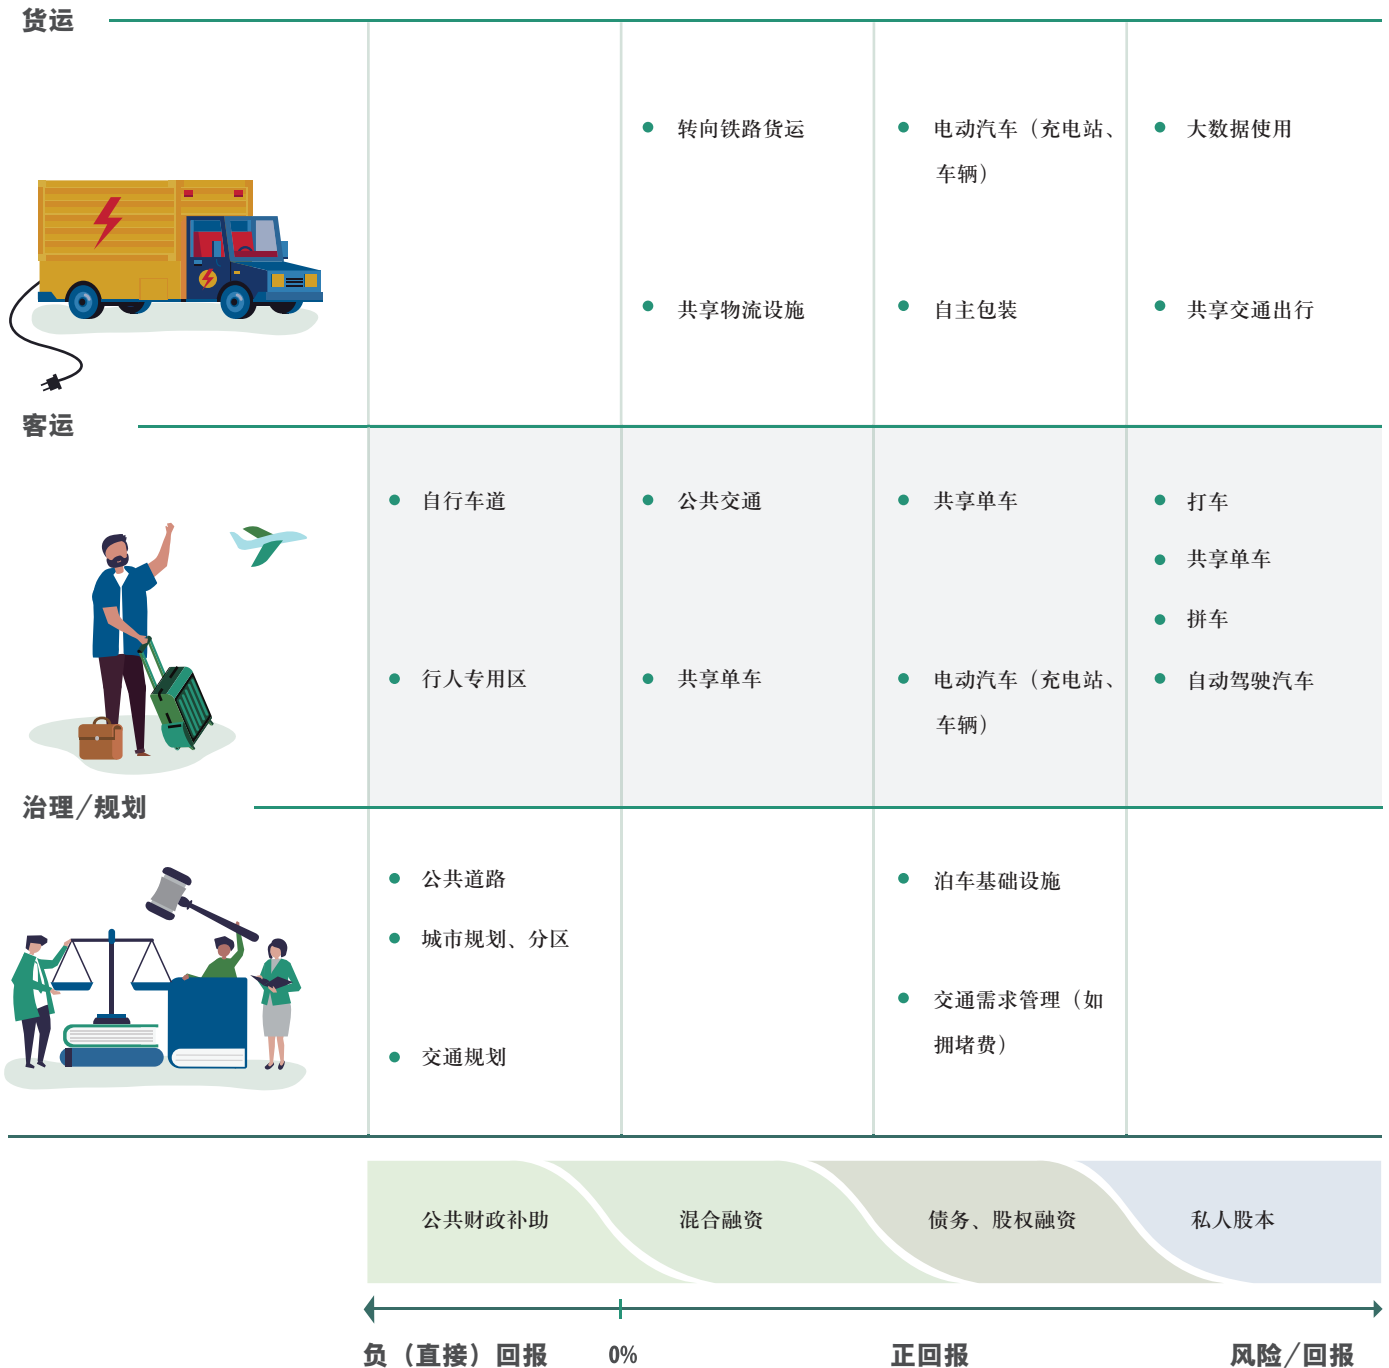 货运
转向铁路货运
电动汽车（充电站、
车辆）
大数据使用
共享物流设施
自主包装
共享交通出行
客运
自行车道
公共交通
共享单车
打车
共享单车
拼车
行人专用区
共享单车
电动汽车（充电站、
车辆）
自动驾驶汽车
治理/规划
公共道路
泊车基础设施
城市规划、分区
交通需求管理（如
拥堵费）
交通规划
公共财政补助
混合融资
债务、股权融资
私人股本
负（直接）回报
0%
正回报
风险/回报